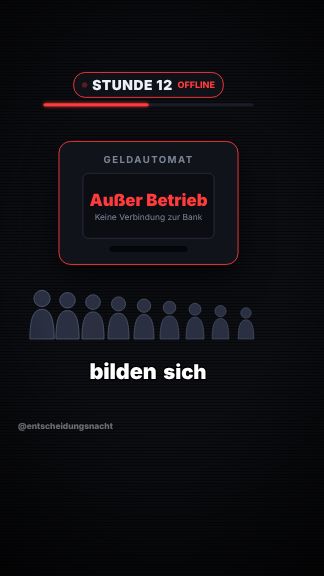 STUNDE 12 OFFLINE
GELDAUTOMAT
Außer Betrieb
Keine Verbindung zur Bank
bilden sich
@entscheidungsnacht